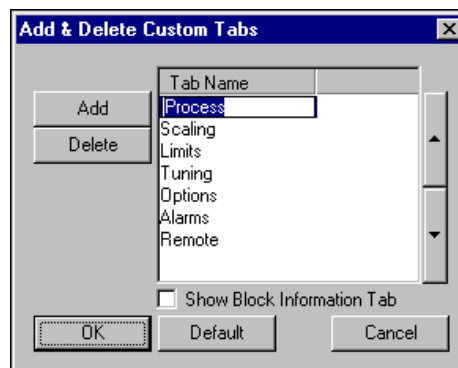 Add & Delete Custom Tabs
Tab Name
Add
Delete
Process
Scaling
Limits
Tuning
Options
Alarms
Remote
Show Block Information Tab
OK
Default
Cancel